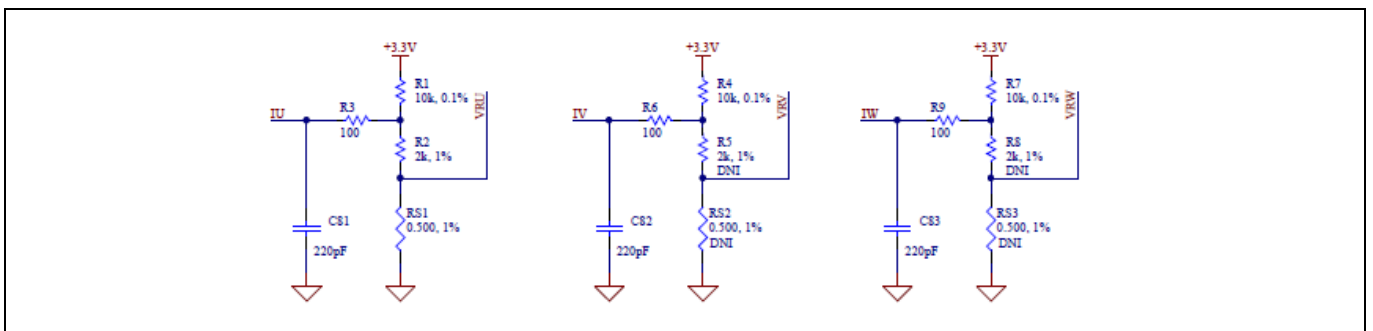 +3.3V
R1
10k, 0.1%
IU
R3
100
VRU
R2
2k, 1%
RS1
0.500, 1%
C81
220pF
+3.3V
R4
10k, 0.1%
IV
R6
100
VRV
R5
2k, 1%
DNI
RS2
0.500, 1%
DNI
C82
220pF
+3.3V
R7
10k, 0.1%
IW
R9
100
VRW
R8
2k, 1%
DNI
RS3
0.500, 1%
DNI
C83
220pF